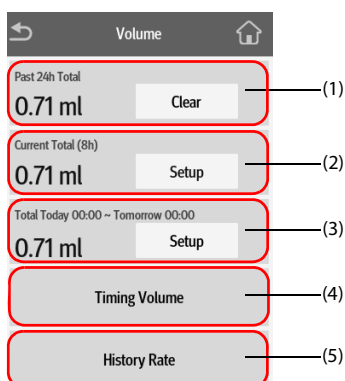 Volume
Past 24h Total
0.71 ml
Clear
(1)
Current Total (8h)
0.71 ml
Setup
(2)
Total Today 00:00 ~ Tomorrow 00:00
0.71 ml
Setup
(3)
Timing Volume
(4)
History Rate
(5)